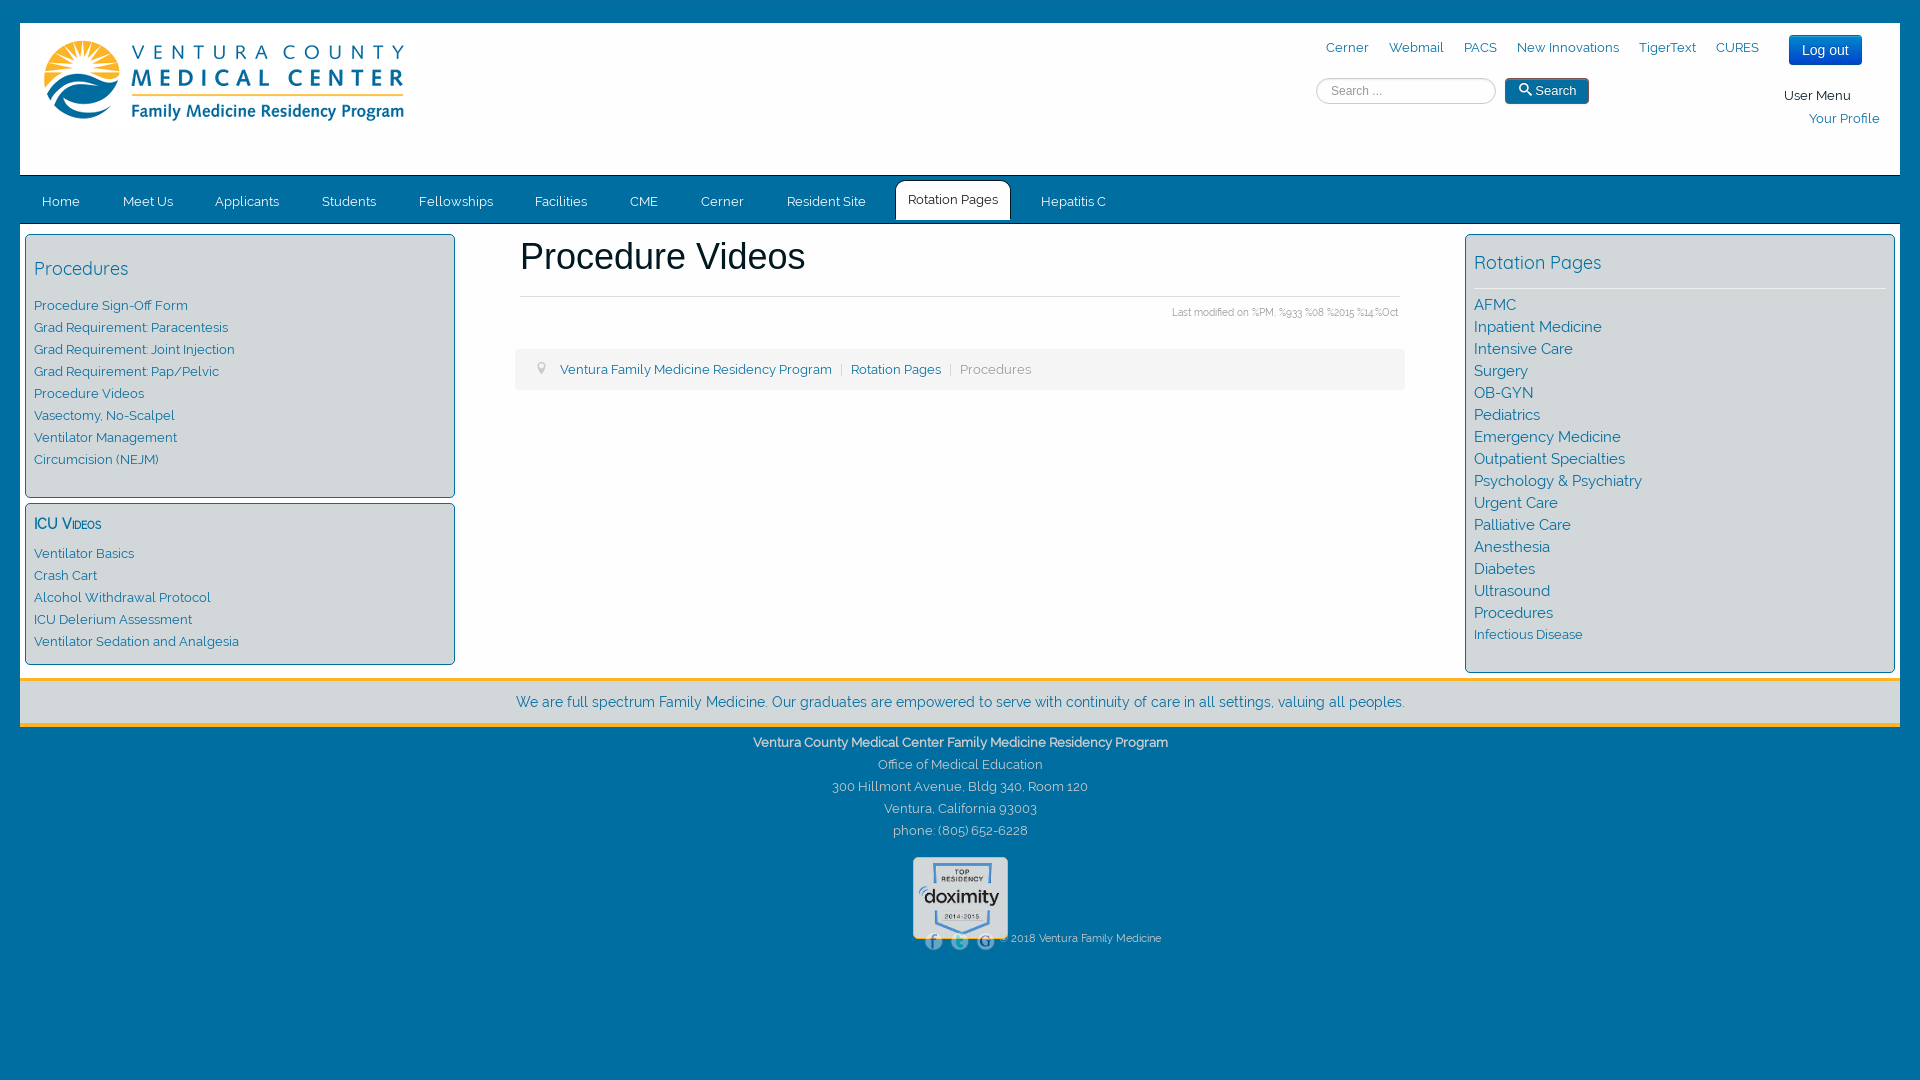 VENTURA COUNTY
MEDICAL CENTER
Family Medicine Residency Program
Cerner Webmail PACS New Innovations TigerText CURES
Log out
Search ...
Search
User Menu
Your Profile
Home Meet Us Applicants Students Fellowships Facilities CME Cerner Resident Site Rotation Pages Hepatitis C
Procedures
Procedure Sign-Off Form
Grad Requirement: Paracentesis
Grad Requirement: Joint Injection
Grad Requirement: Pap/Pelvic
Procedure Videos
Vasectomy, No-Scalpel
Ventilator Management
Circumcision (NEJM)
ICU Videos
Ventilator Basics
Crash Cart
Alcohol Withdrawal Protocol
ICU Delerium Assessment
Ventilator Sedation and Analgesia
Procedure Videos
Last modified on %PM, %933 %08 %2015 %14:%Oct
Ventura Family Medicine Residency Program | Rotation Pages | Procedures
Rotation Pages
AFMC
Inpatient Medicine
Intensive Care
Surgery
OB-GYN
Pediatrics
Emergency Medicine
Outpatient Specialties
Psychology & Psychiatry
Urgent Care
Palliative Care
Anesthesia
Diabetes
Ultrasound
Procedures
Infectious Disease
We are full spectrum Family Medicine. Our graduates are empowered to serve with continuity of care in all settings, valuing all peoples.
Ventura County Medical Center Family Medicine Residency Program
Office of Medical Education
300 Hillmont Avenue, Bldg 340, Room 120
Ventura, California 93003
phone: (805) 652-6228
TOP
RESIDENCY
doximity
2014-2015
f t G © 2018 Ventura Family Medicine